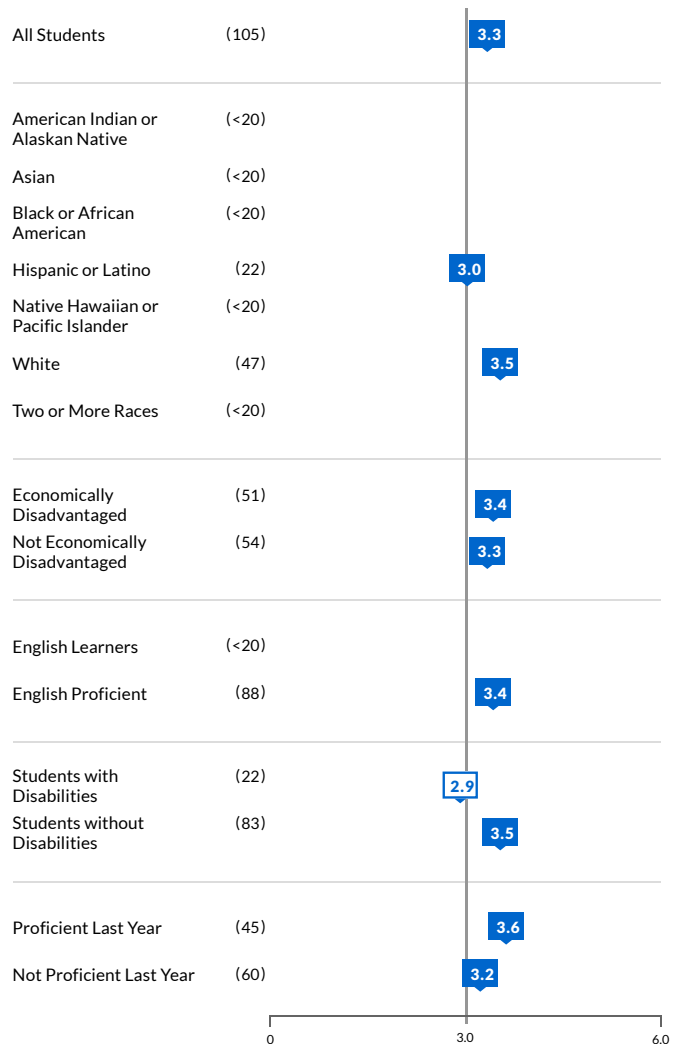 All Students (105) 3.3
American Indian or (<20)
Alaskan Native
Asian (<20)
Black or African (<20)
American
Hispanic or Latino (22) 3.0
Native Hawaiian or (<20)
Pacific Islander
White (47) 3.5
Two or More Races (<20)
Economically (51) 3.4
Disadvantaged
Not Economically (54) 3.3
Disadvantaged
English Learners (<20)
English Proficient (88) 3.4
Students with (22) 2.9
Disabilities
Students without (83) 3.5
Disabilities
Proficient Last Year (45) 3.6
Not Proficient Last Year (60) 3.2
0 3.0 6.0